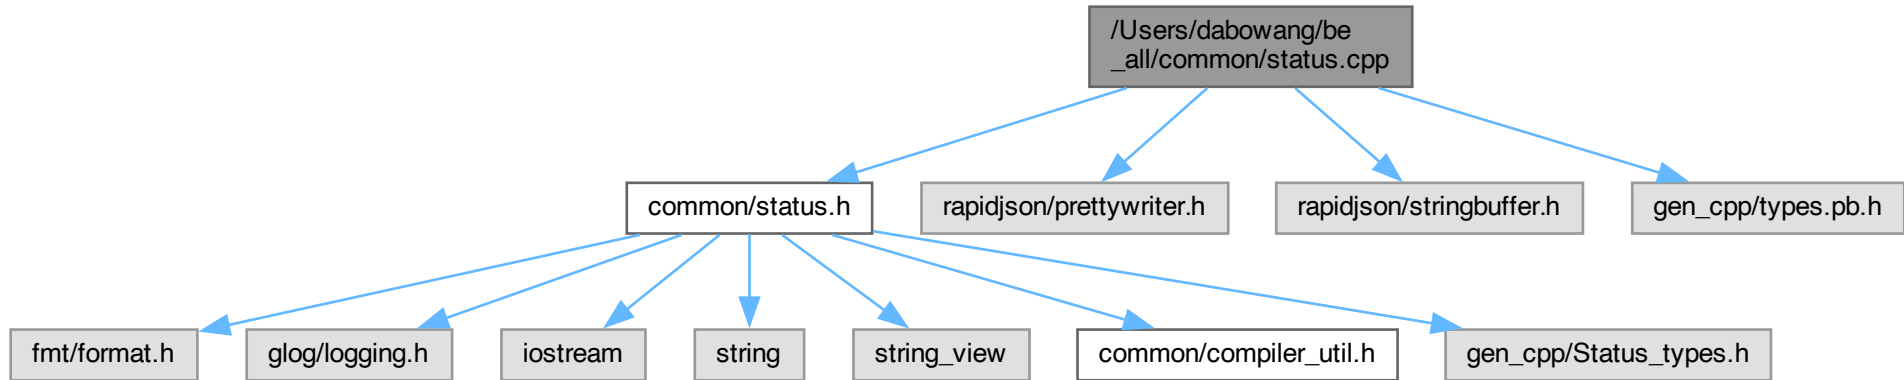 /Users/dabowang/be
_all/common/status.cpp
common/status.h
rapidjson/prettywriter.h
rapidjson/stringbuffer.h
gen_cpp/types.pb.h
fmt/format.h
glog/logging.h
iostream
string
string_view
common/compiler_util.h
gen_cpp/Status_types.h